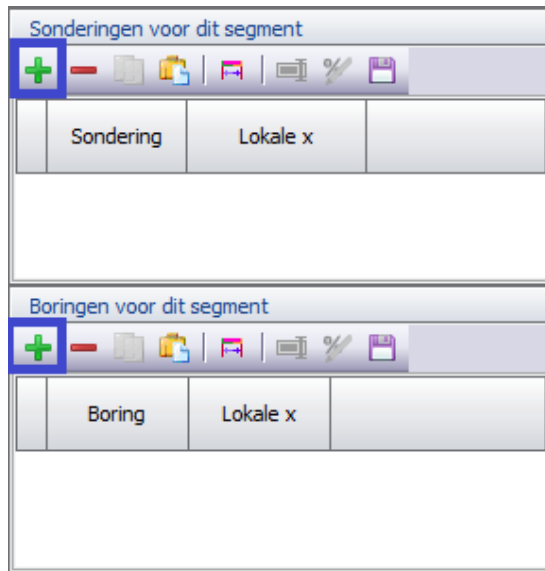 Sonderingen voor dit segment
Sondering Lokale x
Boringen voor dit segment
Boring Lokale x